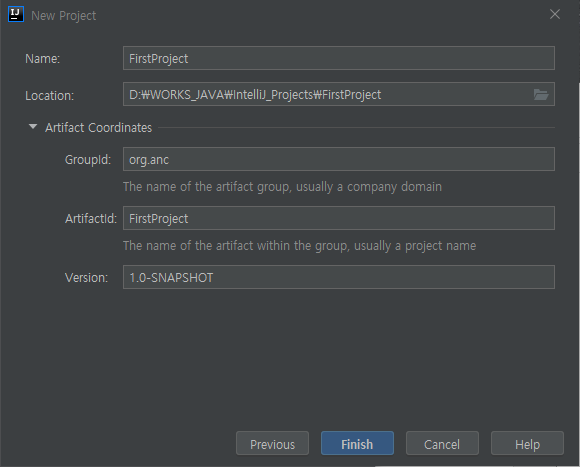 IJ New Project
Name: FirstProject
Location: D:₩WORKS_JAVA₩IntelliJ_Projects₩FirstProject
Artifact Coordinates
GroupId: org.anc
The name of the artifact group, usually a company domain
ArtifactId: FirstProject
The name of the artifact within the group, usually a project name
Version: 1.0-SNAPSHOT
Previous Finish Cancel Help